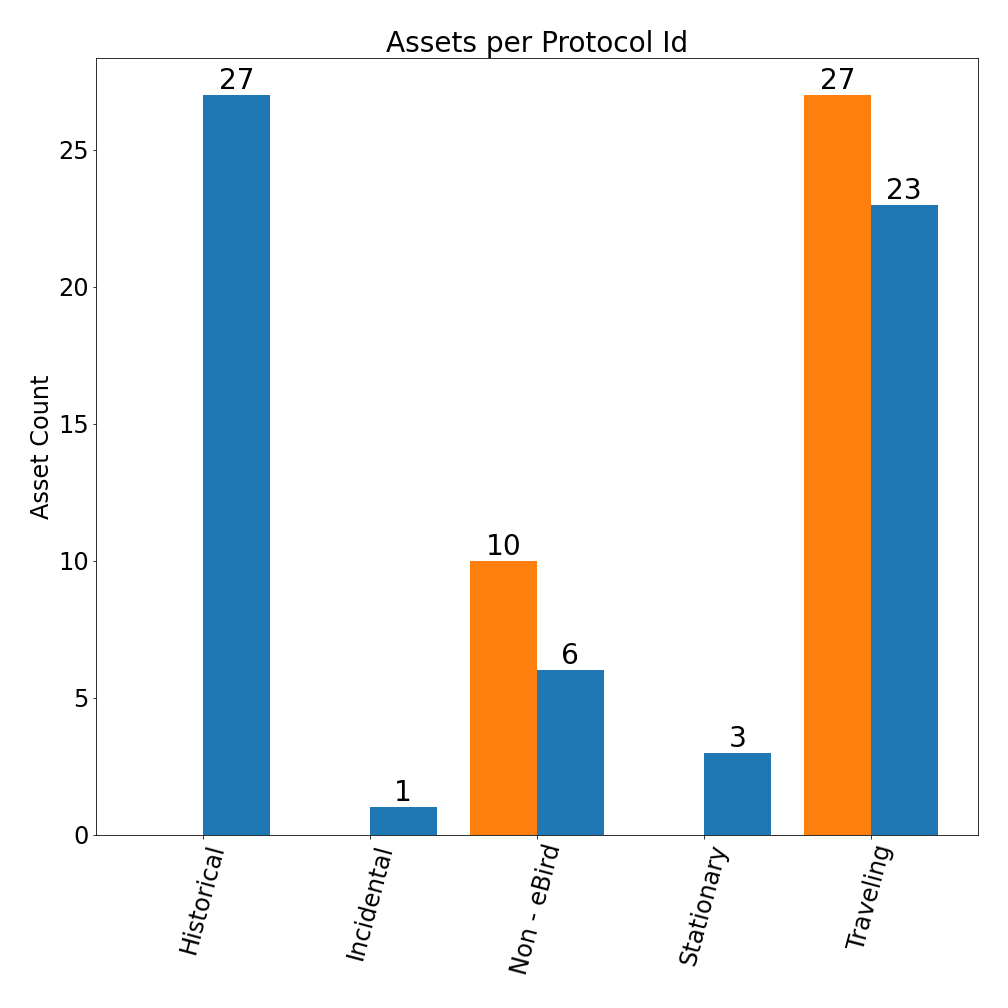 Assets per Protocol Id
27
27
23
10
6
3
1
Asset Count
25
20
15
10
5
0
Historical
Incidental
Non - eBird
Stationary
Traveling